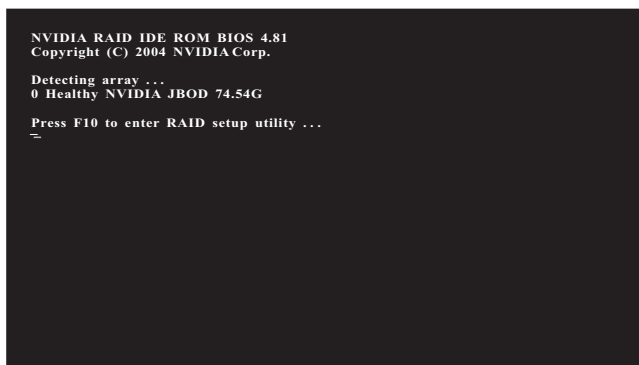 NVIDIA RAID IDE ROM BIOS 4.81
Copyright (C) 2004 NVIDIA Corp.
Detecting array ...
0 Healthy NVIDIA JBOD 74.54G
Press F10 to enter RAID setup utility ...